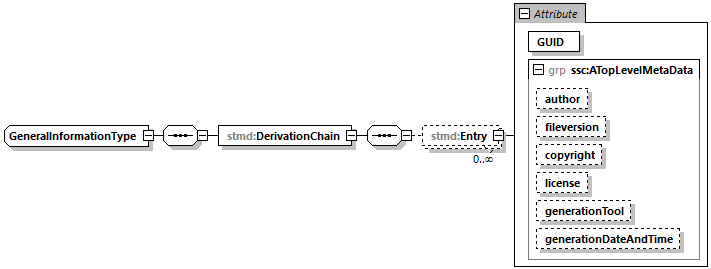 Attribute
GUID
grp ssc:ATopLevelMetaData
author
fileversion
copyright
license
generationTool
generationDateAndTime
GeneralInformationType
stmd:DerivationChain
stmd:Entry
0..∞